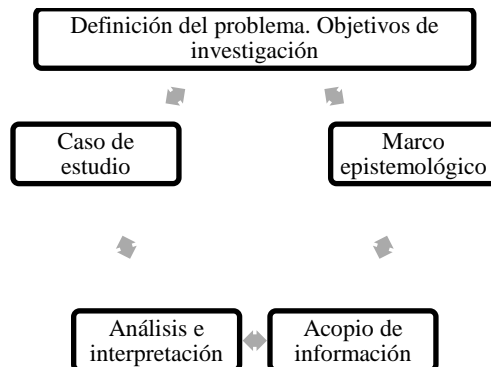 Definición del problema. Objetivos de
investigación
Caso de
estudio
Marco
epistemológico
Análisis e
interpretación
Acopio de
información